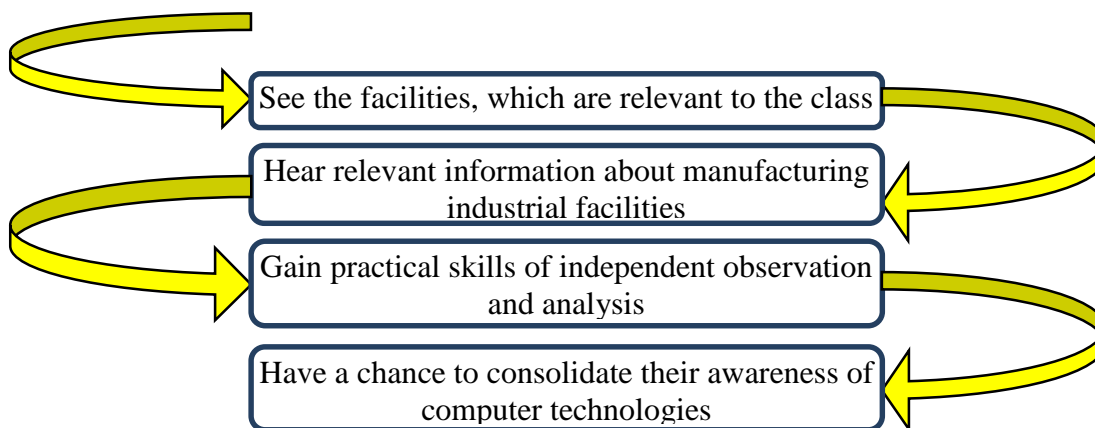 See the facilities, which are relevant to the class
Hear relevant information about manufacturing
industrial facilities
Gain practical skills of independent observation
and analysis
Have a chance to consolidate their awareness of
computer technologies